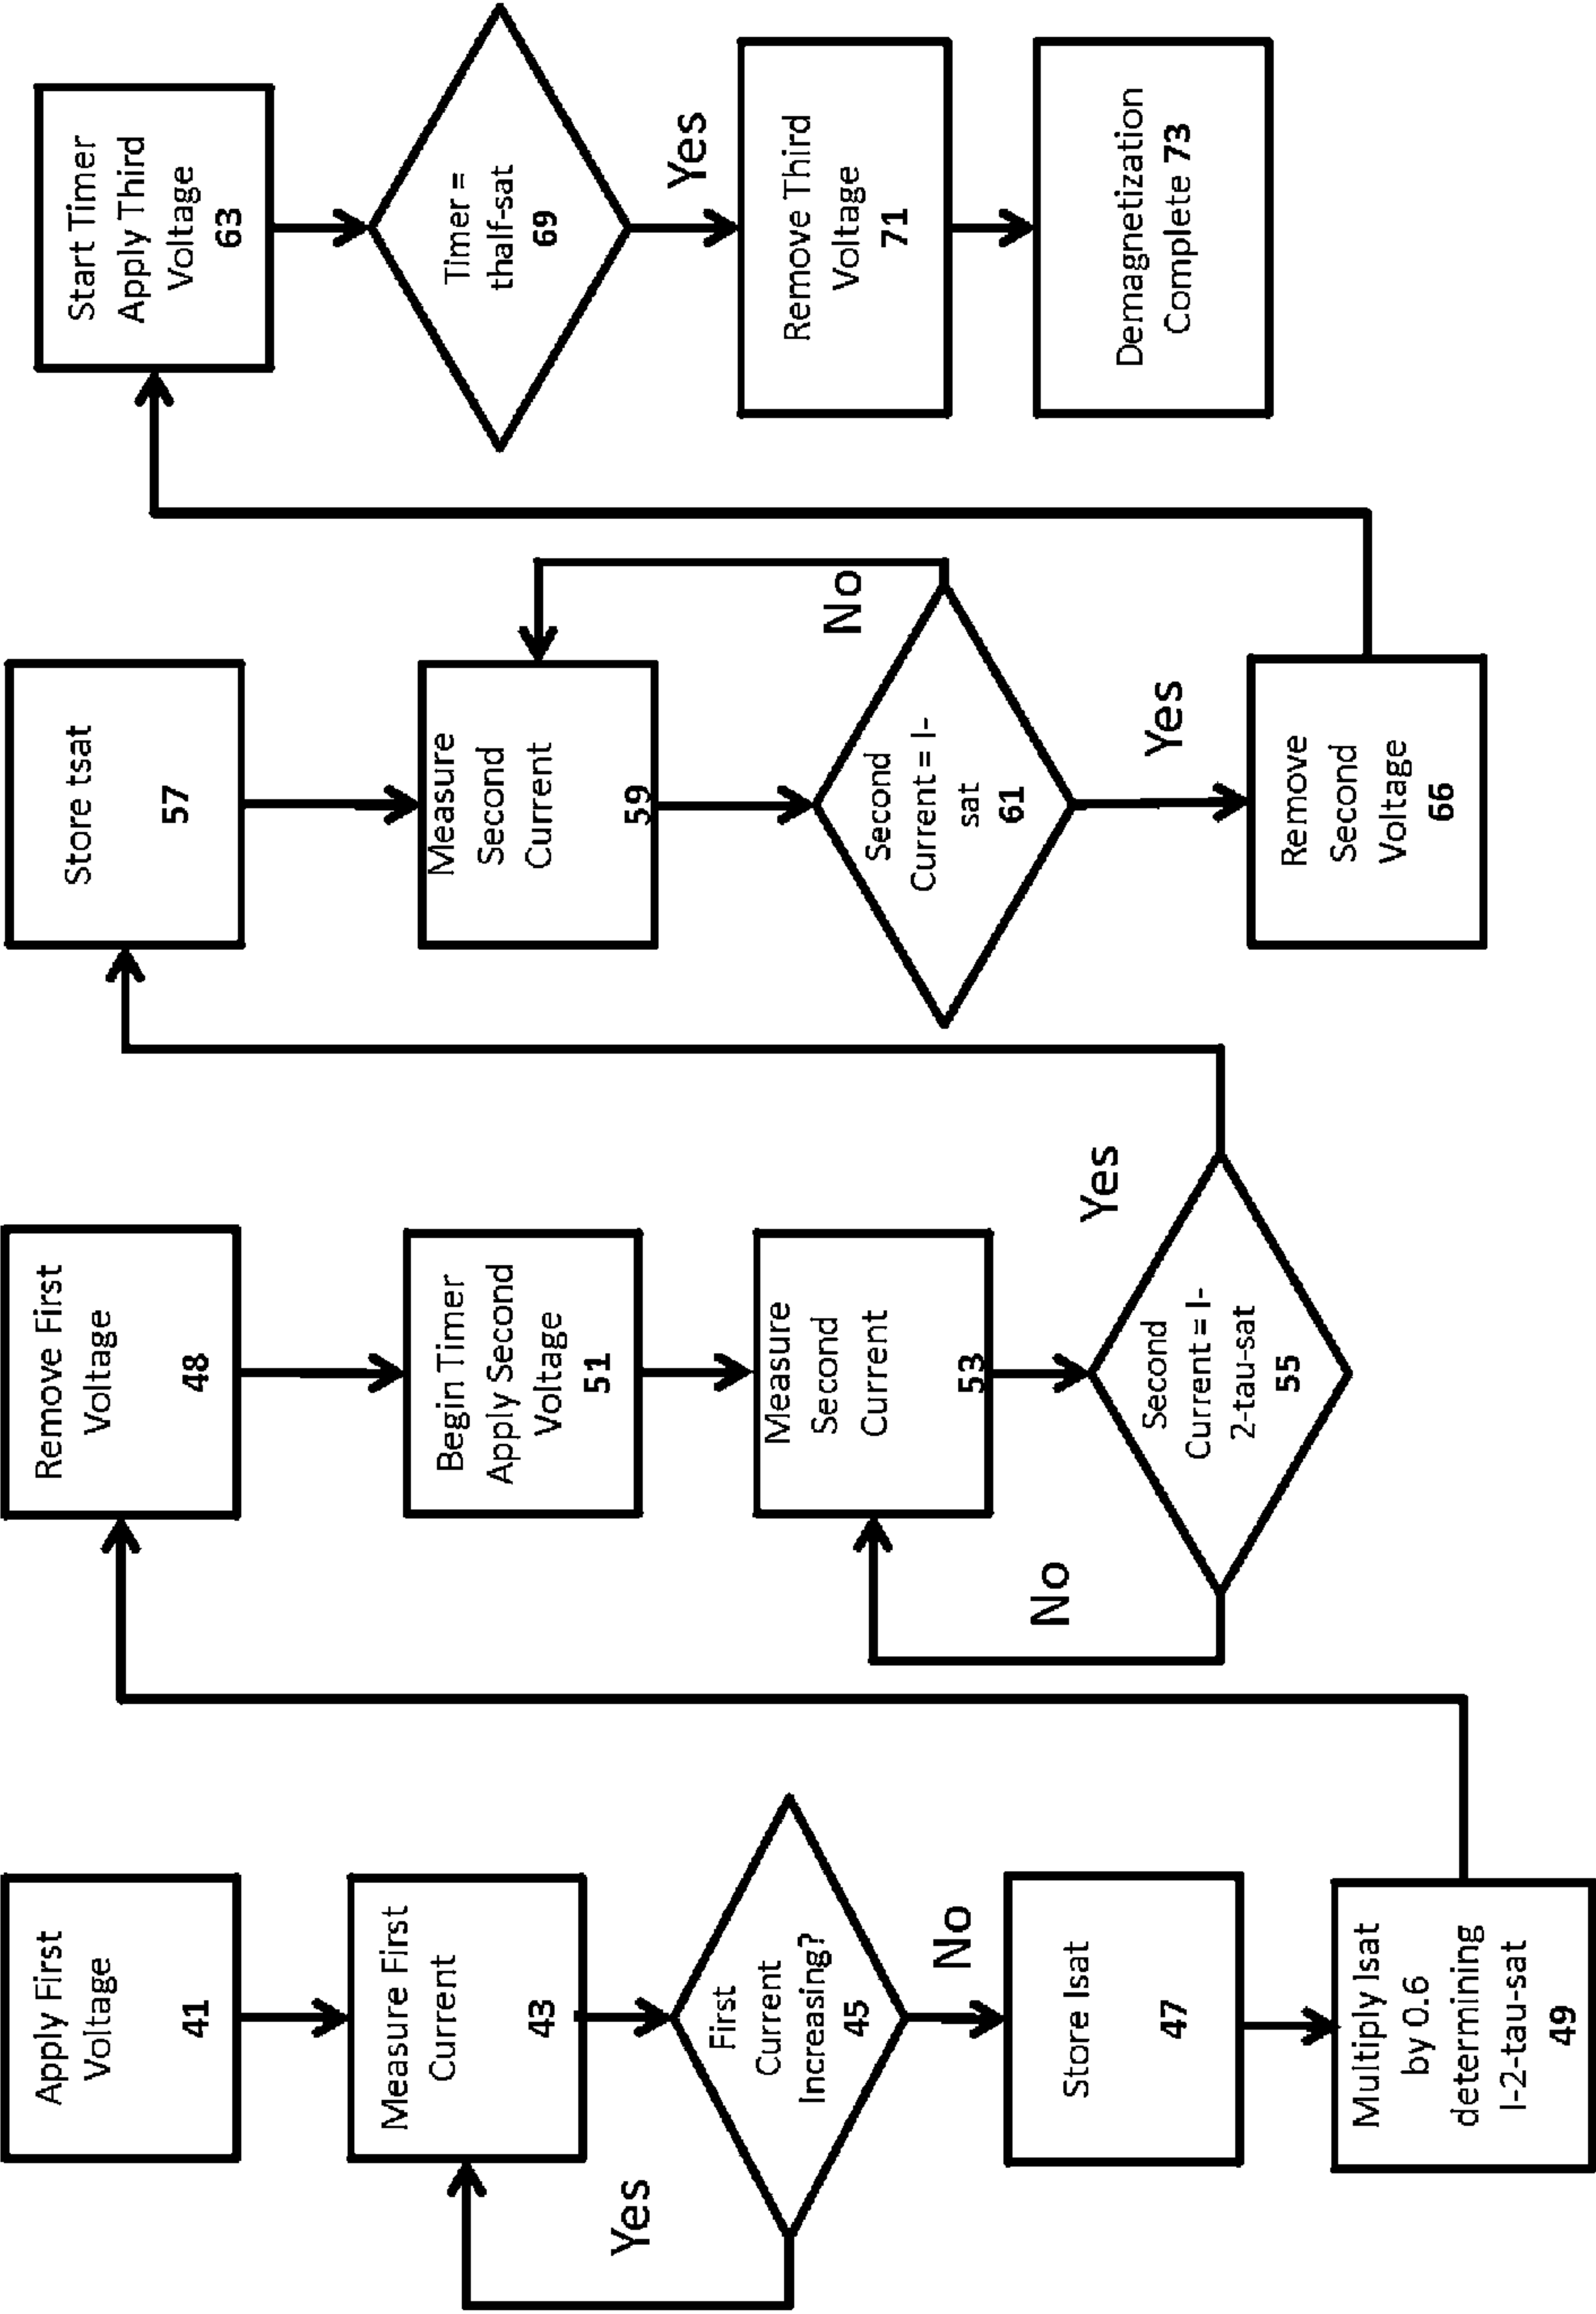 Apply First
Voltage
41
Measure First
Current
43
First
Current
Increasing?
45
Yes
No
Store Isat
47
Multiply Isat
by 0.6
determining
I-2-tau-sat
49
Remove First
Voltage
48
Begin Timer
Apply Second
Voltage
51
Measure
Second
Current
53
Second
Current = I-
2-tau-sat
55
No
Yes
Store tsat
57
Measure
Second
Current
59
Second
Current = I-
sat
61
No
Yes
Remove
Second
Voltage
66
Start Timer
Apply Third
Voltage
63
Timer =
thalf-sat
69
Yes
Remove Third
Voltage
71
Demagnetization
Complete 73